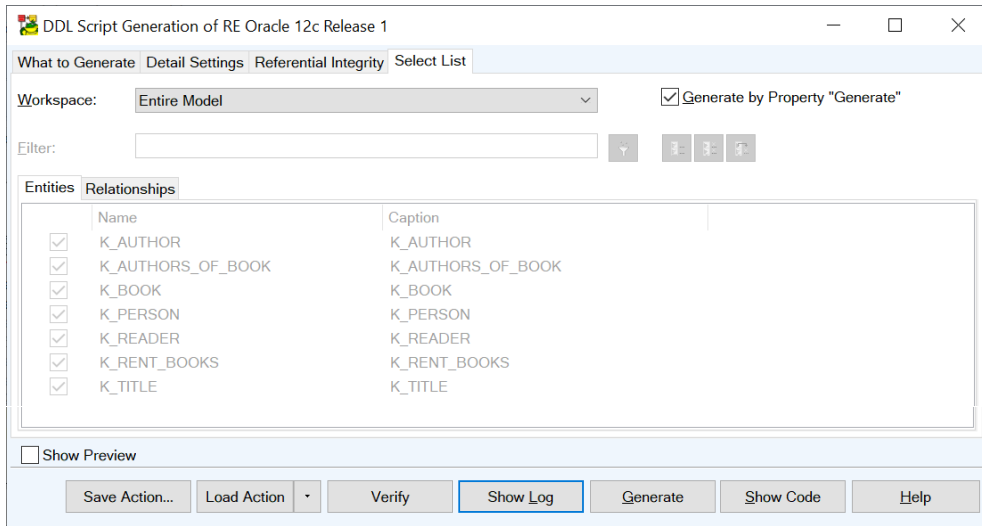 DDL Script Generation of RE Oracle 12c Release 1
What to Generate Detail Settings Referential Integrity Select List
Workspace: Entire Model Generate by Property "Generate"
Filter:
Entities Relationships
Name Caption
K_AUTHOR K_AUTHOR
K_AUTHORS_OF_BOOK K_AUTHORS_OF_BOOK
K_BOOK K_BOOK
K_PERSON K_PERSON
K_READER K_READER
K_RENT_BOOKS K_RENT_BOOKS
K_TITLE K_TITLE
Show Preview
Save Action... Load Action Verify Show Log Generate Show Code Help